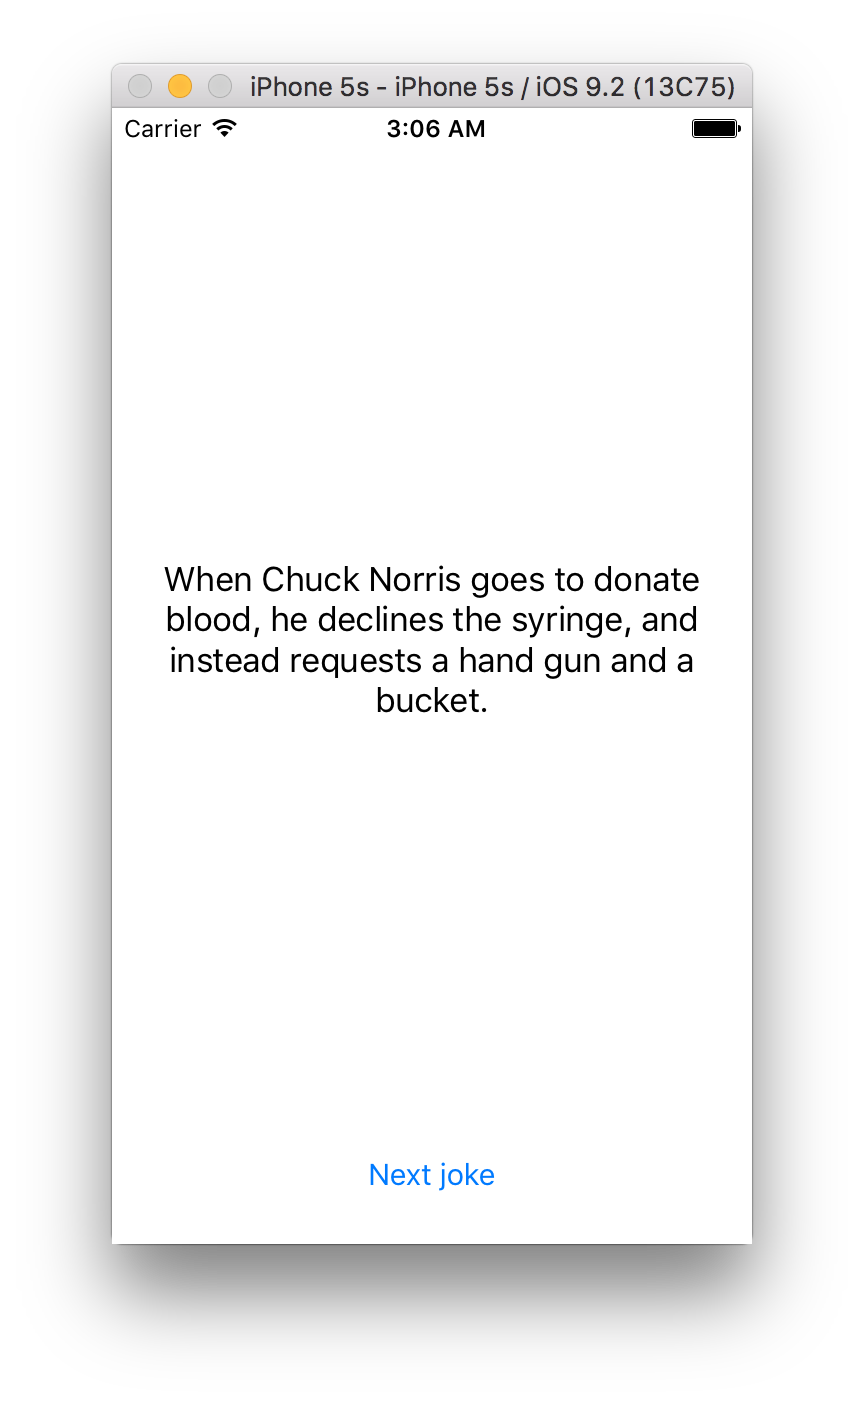 iPhone 5s - iPhone 5s / iOS 9.2 (13C75)
Carrier 3:06 AM
When Chuck Norris goes to donate
blood, he declines the syringe, and
instead requests a hand gun and a
bucket.
Next joke